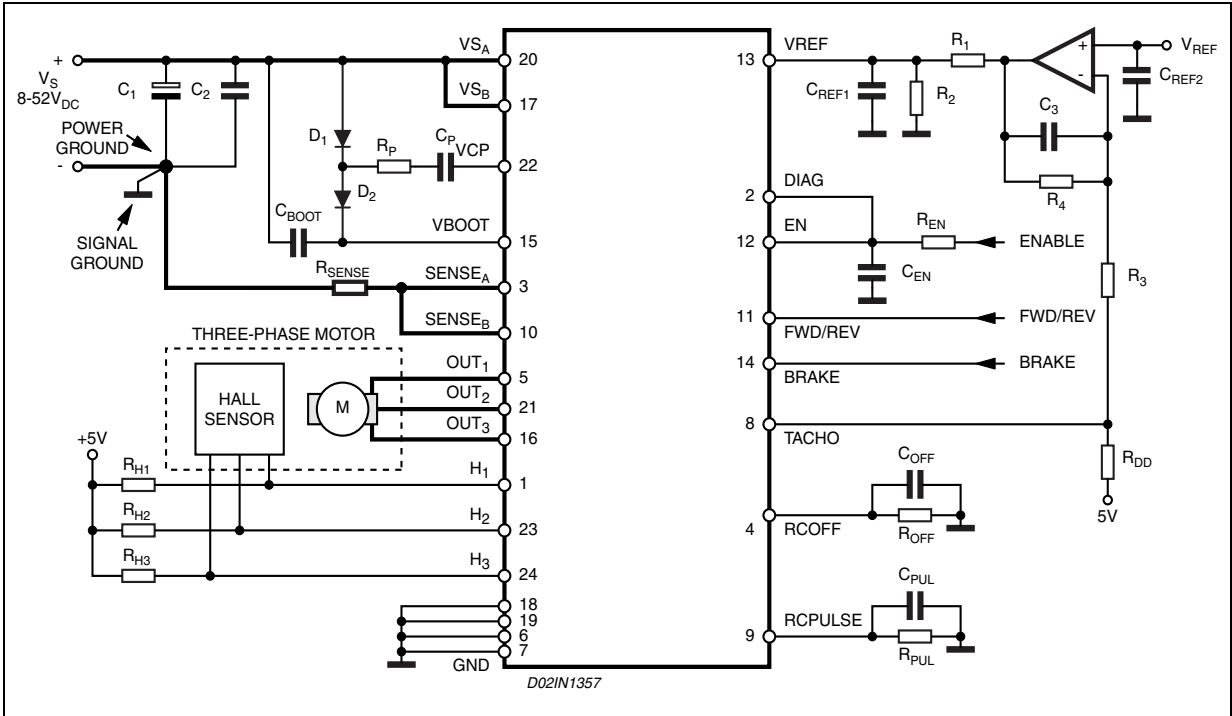 +
V_S
8-52V_DC
C_1
C_2
POWER
GROUND
-
SIGNAL
GROUND
VS_A
20
VS_B
17
D_1
R_P
C_P
VCP
22
D_2
C_BOOT
VBOOT
15
R_SENSE
SENSE_A
3
SENSE_B
10
THREE-PHASE MOTOR
HALL
SENSOR
M
OUT_1
5
OUT_2
21
OUT_3
16
+5V
R_H1
H_1
1
R_H2
H_2
23
R_H3
H_3
24
18
19
6
7
GND
D02IN1357
13
VREF
R_1
+
-
V_REF
C_REF1
R_2
C_REF2
C_3
R_4
2
DIAG
12
EN
R_EN
ENABLE
C_EN
R_3
11
FWD/REV
FWD/REV
14
BRAKE
BRAKE
8
TACHO
R_DD
5V
C_OFF
4
RCOFF
R_OFF
C_PUL
9
RCPULSE
R_PUL